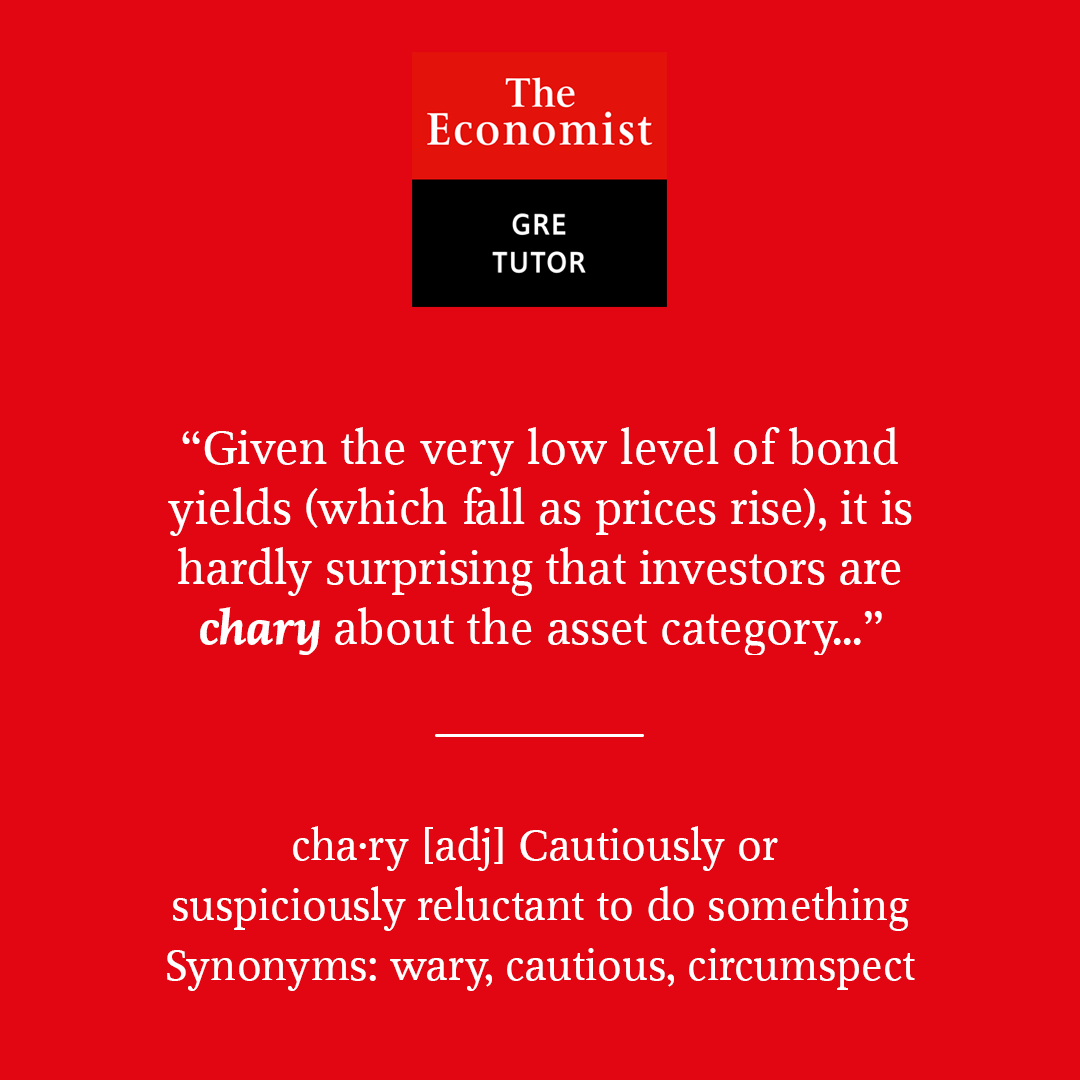 The
Economist
GRE
TUTOR
“Given the very low level of bond
yields (which fall as prices rise), it is
hardly surprising that investors are
chary about the asset category...”
cha·ry [adj] Cautiously or
suspiciously reluctant to do something
Synonyms: wary, cautious, circumspect